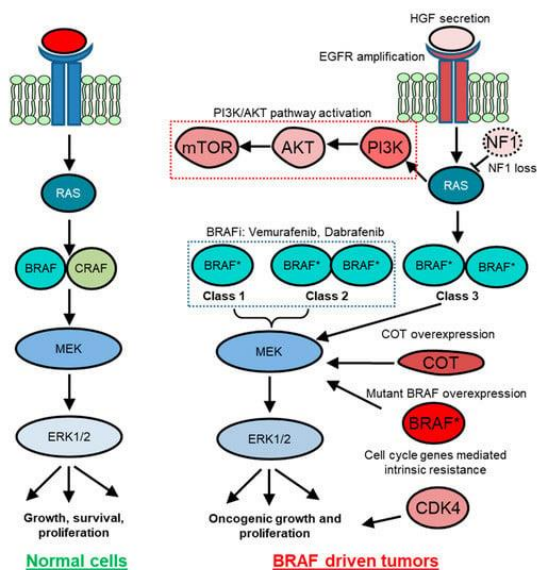 HGF secretion
EGFR amplification
PI3K/AKT pathway activation
mTOR
AKT
PI3K
NF1
NF1 loss
RAS
RAS
BRAFi: Vemurafenib, Dabrafenib
BRAF
CRAF
BRAF*
BRAF*
BRAF*
BRAF*
BRAF*
Class 1
Class 2
Class 3
MEK
MEK
COT overexpression
COT
Mutant BRAF overexpression
BRAF*
ERK1/2
ERK1/2
Cell cycle genes mediated
intrinsic resistance
CDK4
Growth, survival,
proliferation
Oncogenic growth and
proliferation
Normal cells
BRAF driven tumors